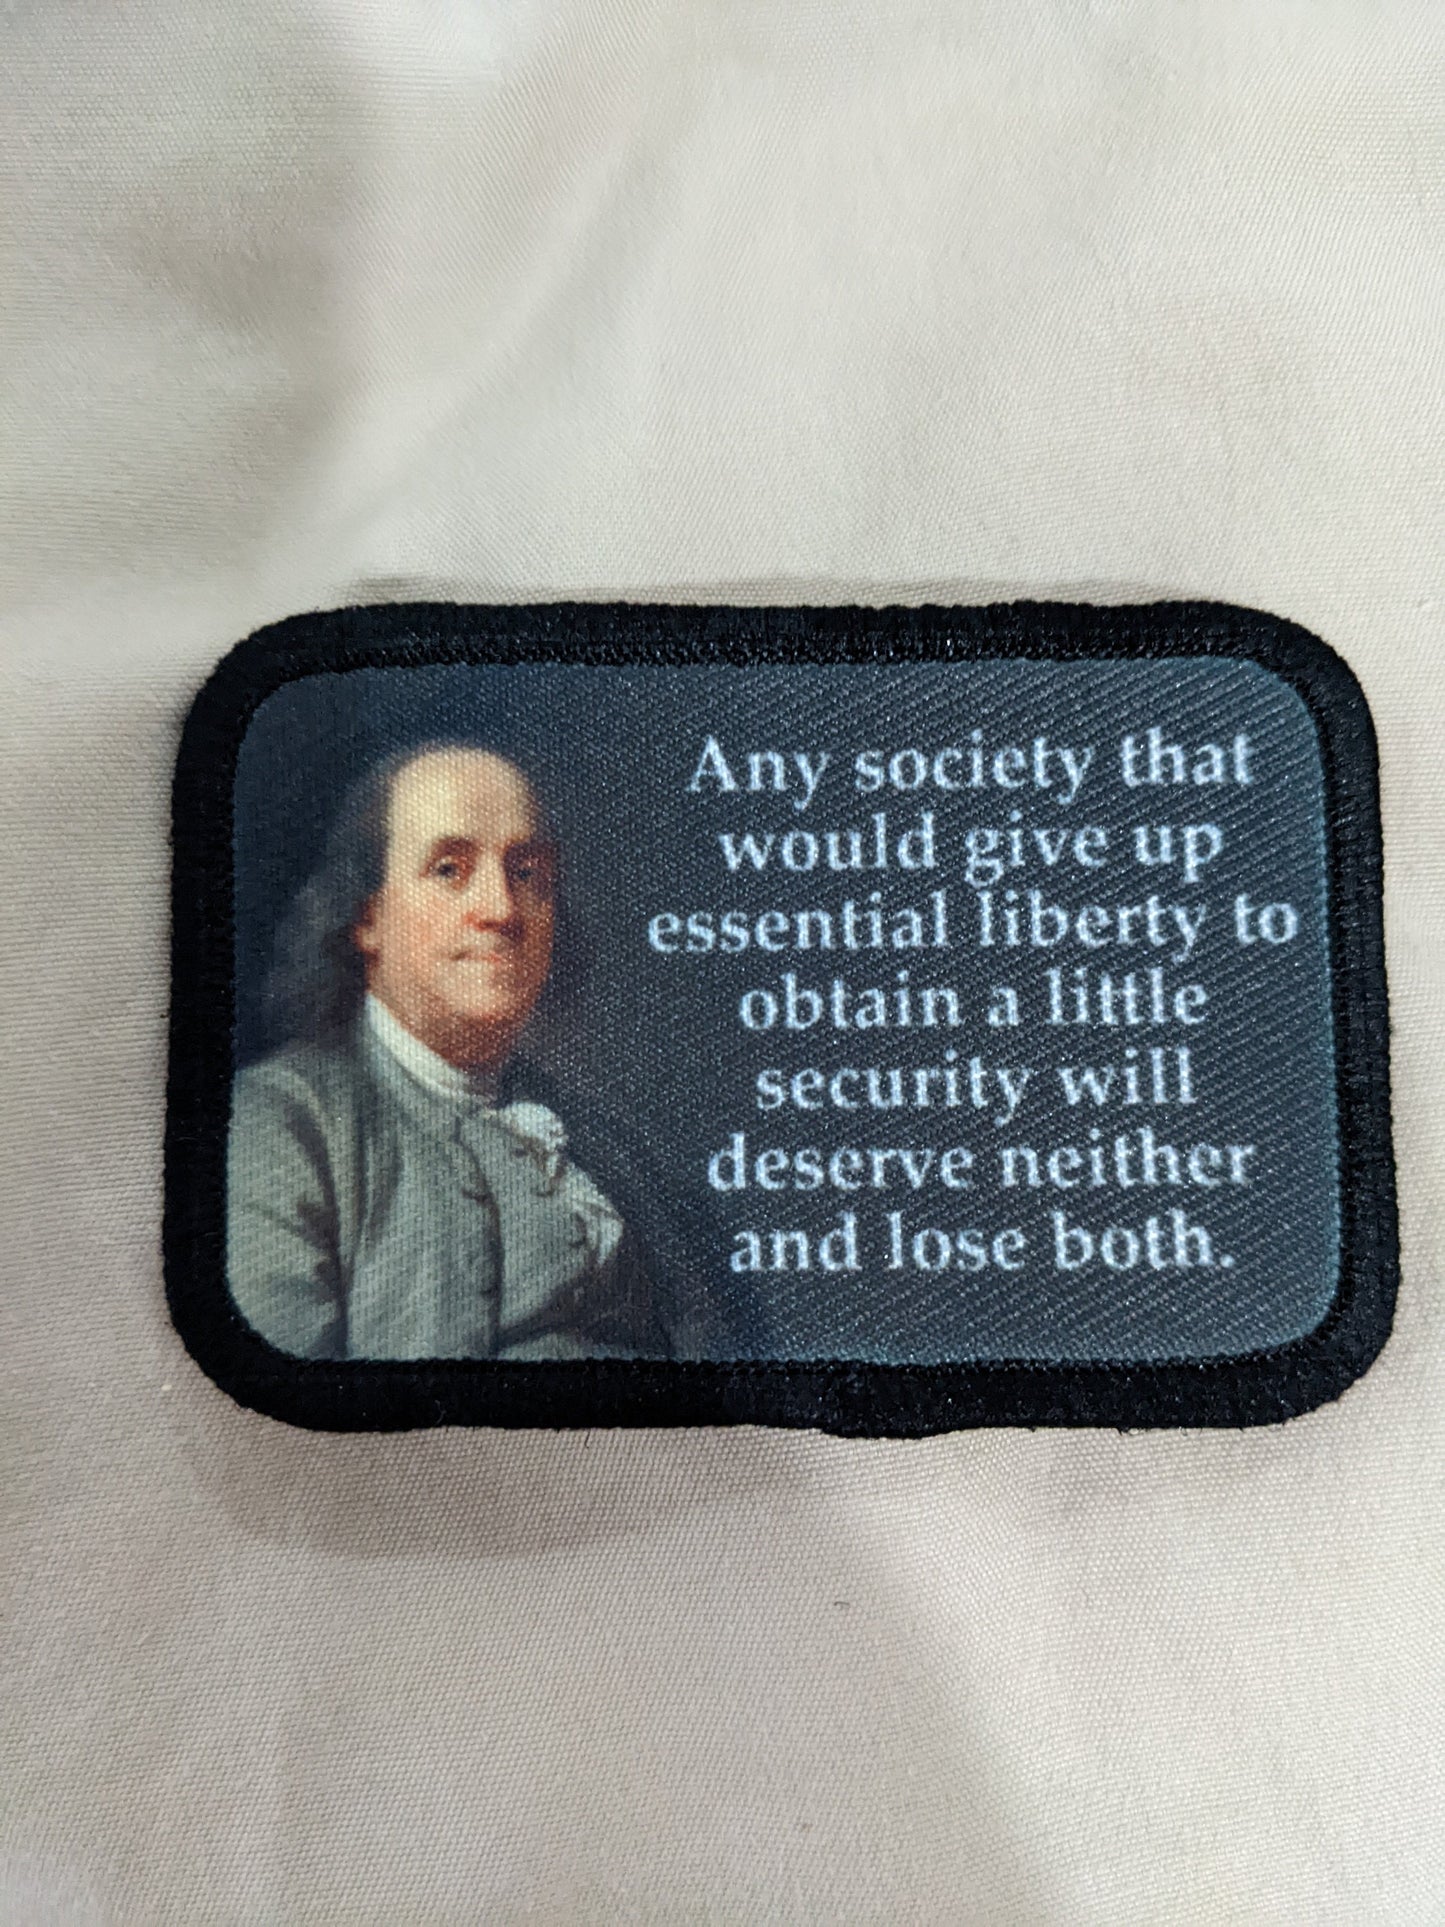 Any society that
would give up
essential liberty to
obtain a little
security will
deserve neither
and lose both.